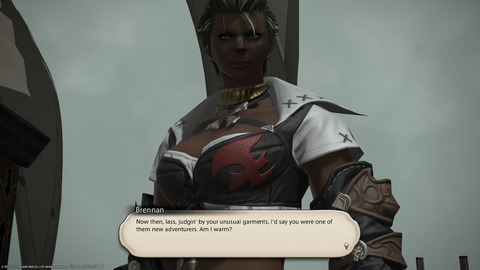 Brennan
Now then, lass, judgin' by your unusual garments, I'd say you were one of
them new adventurers. Am I warm?